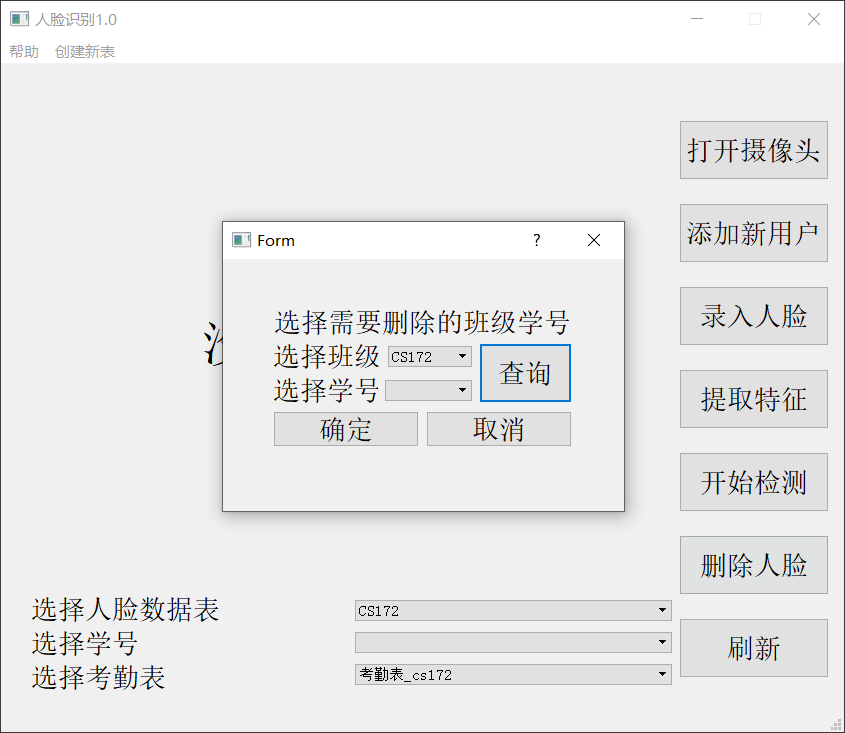 人脸识别1.0
帮助 创建新表
打开摄像头
添加新用户
录入人脸
提取特征
开始检测
删除人脸
刷新
Form
选择需要删除的班级学号
选择班级 CS172
查询
选择学号
确定 取消
选择人脸数据表 CS172
选择学号
选择考勤表 考勤表_cs172